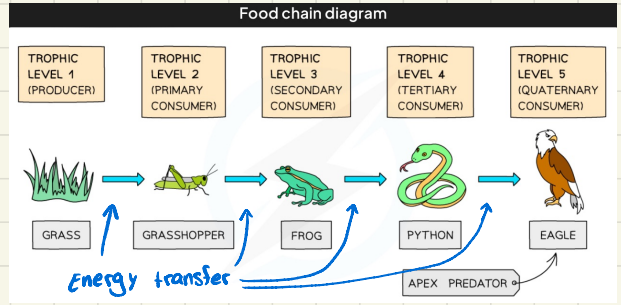 Food chain diagram
TROPHIC
LEVEL 1
(PRODUCER)
TROPHIC
LEVEL 2
(PRIMARY
CONSUMER)
TROPHIC
LEVEL 3
(SECONDARY
CONSUMER)
TROPHIC
LEVEL 4
(TERTIARY
CONSUMER)
TROPHIC
LEVEL 5
(QUATERNARY
CONSUMER)
GRASS
GRASSHOPPER
FROG
PYTHON
EAGLE
Energy transfer
APEX PREDATOR